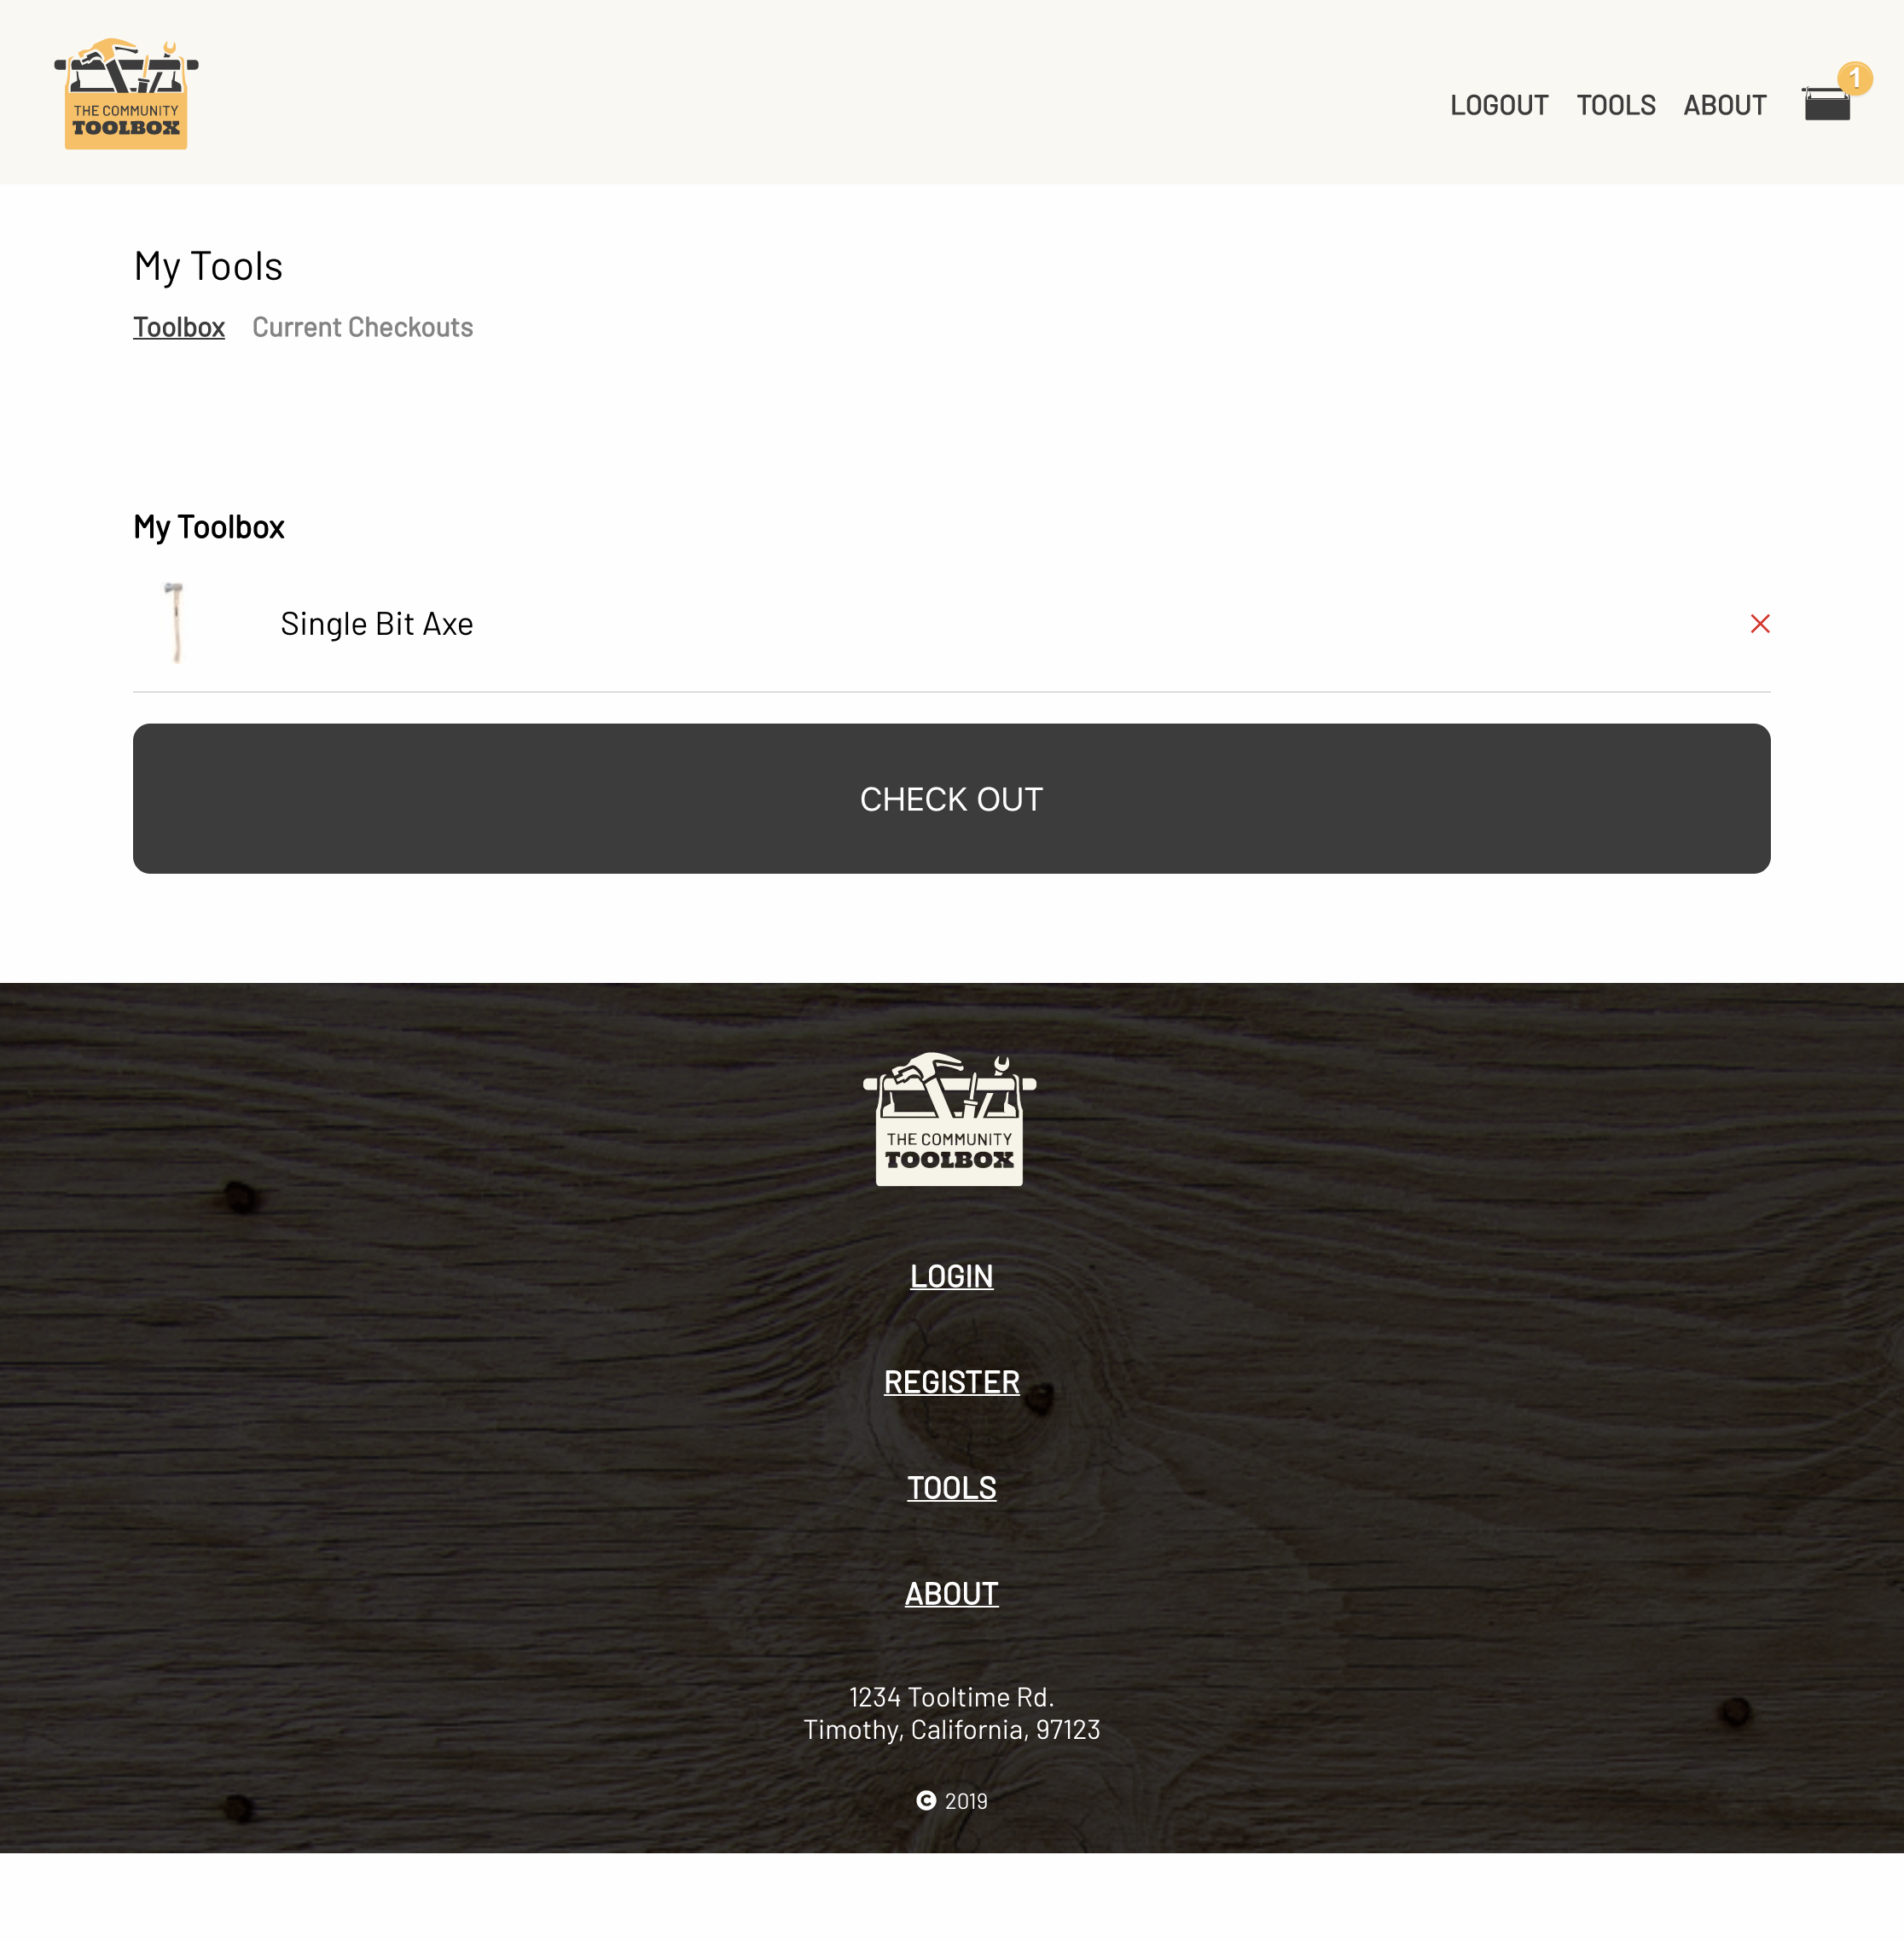 THE COMMUNITY
TOOLBOX
LOGOUT TOOLS ABOUT 1
My Tools
Toolbox Current Checkouts
My Toolbox
Single Bit Axe
CHECK OUT
THE COMMUNITY
TOOLBOX
LOGIN
REGISTER
TOOLS
ABOUT
1234 Tooltime Rd.
Timothy, California, 97123
© 2019